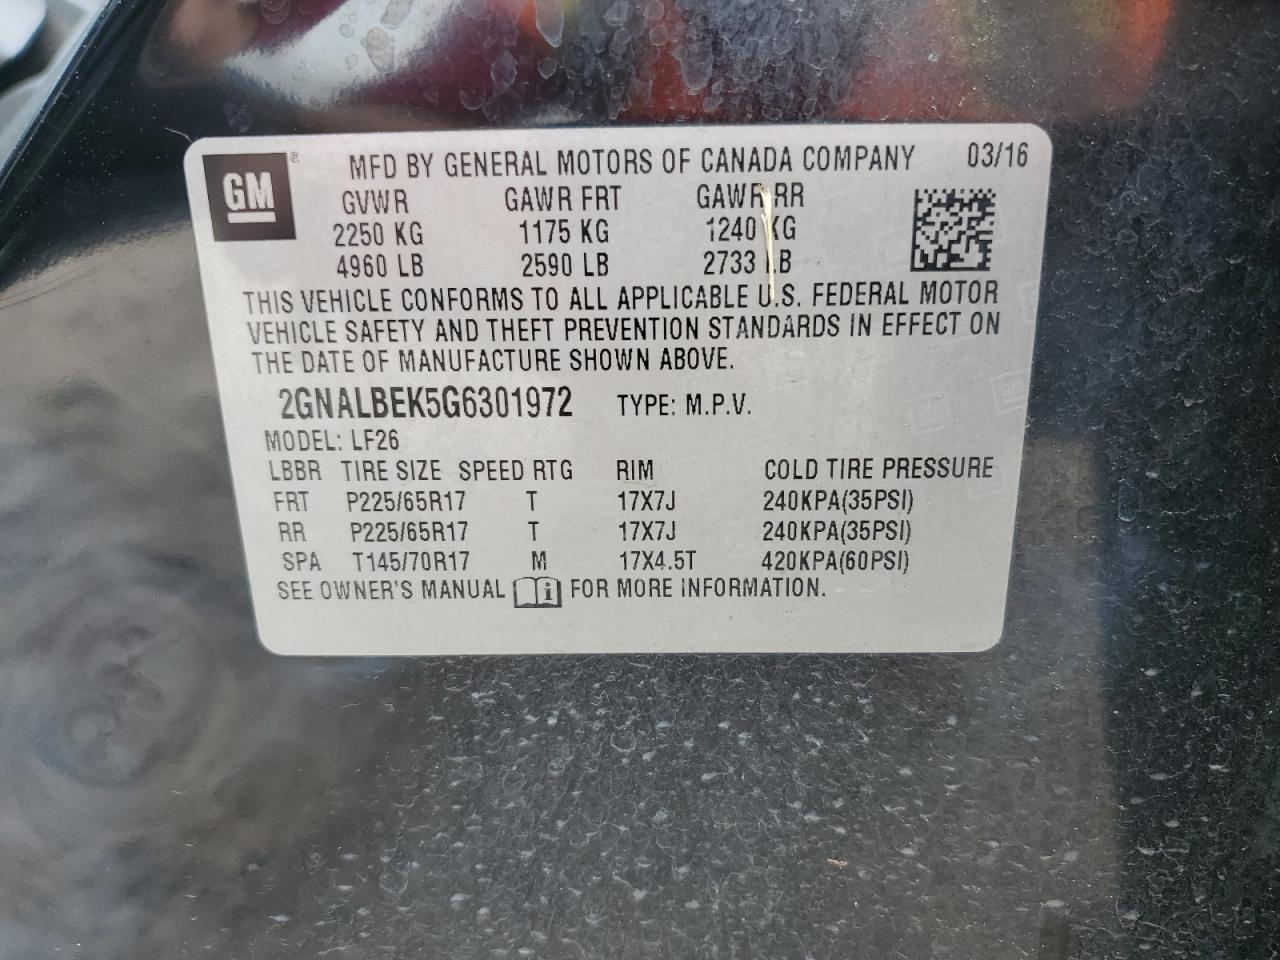 GM ® MFD BY GENERAL MOTORS OF CANADA COMPANY 03/16
GVWR GAWR FRT GAWR RR
2250 KG 1175 KG 1240 KG
4960 LB 2590 LB 2733 LB
THIS VEHICLE CONFORMS TO ALL APPLICABLE U.S. FEDERAL MOTOR
VEHICLE SAFETY AND THEFT PREVENTION STANDARDS IN EFFECT ON
THE DATE OF MANUFACTURE SHOWN ABOVE.
2GNALBEK5G6301972 TYPE: M.P.V.
MODEL: LF26
LBBR TIRE SIZE SPEED RTG RIM COLD TIRE PRESSURE
FRT P225/65R17 T 17X7J 240KPA(35PSI)
RR P225/65R17 T 17X7J 240KPA(35PSI)
SPA T145/70R17 M 17X4.5T 420KPA(60PSI)
SEE OWNER'S MANUAL i FOR MORE INFORMATION.